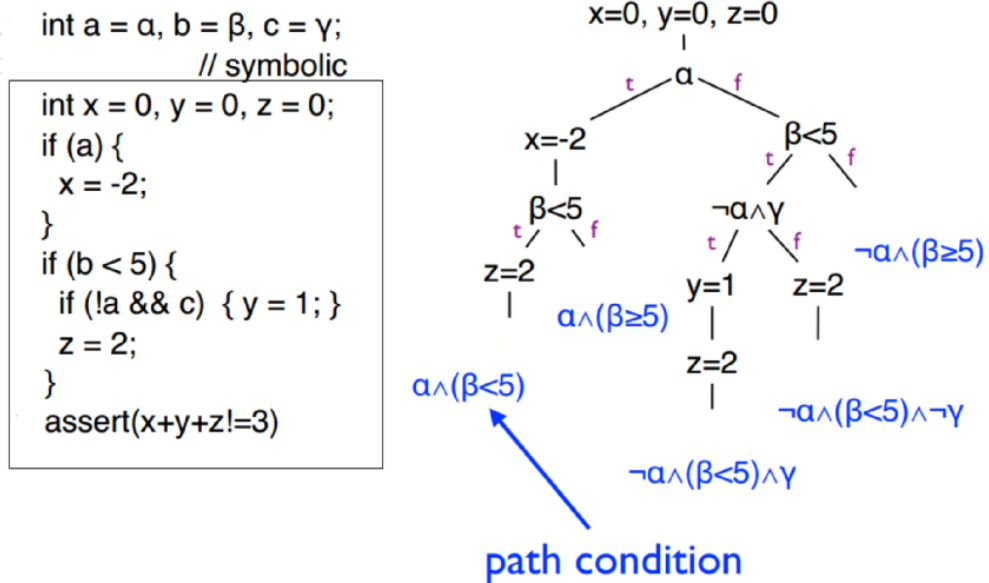 int a = α, b = β, c = γ;
// symbolic
int x = 0, y = 0, z = 0;
if (a) {
x = -2;
}
if (b < 5) {
if (!a && c) { y = 1; }
z = 2;
}
assert(x+y+z!=3)
x=0, y=0, z=0
α
t
f
x=-2
β<5
t
f
β<5
¬α∧γ
t
f
t
f
¬α∧(β≥5)
z=2
y=1
z=2
α∧(β≥5)
z=2
α∧(β<5)
¬α∧(β<5)∧¬γ
¬α∧(β<5)∧γ
path condition